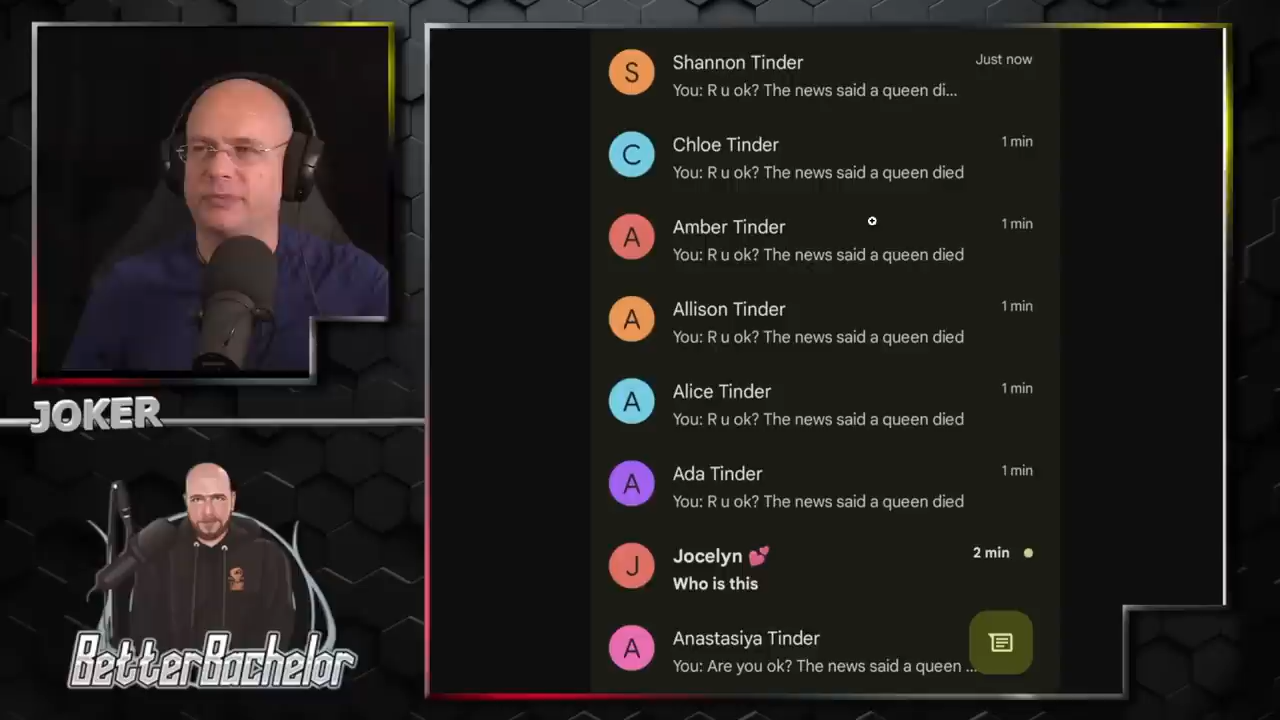 Shannon Tinder
Just now
You: R u ok? The news said a queen di...
C
Chloe Tinder
1 min
You: R u ok? The news said a queen died
A
Amber Tinder
1 min
You: R u ok? The news said a queen died
A
Allison Tinder
1 min
You: R u ok? The news said a queen died
A
Alice Tinder
1 min
You: R u ok? The news said a queen died
A
Ada Tinder
1 min
You: R u ok? The news said a queen died
J
Jocelyn 💕
2 min
Who is this
A
Anastasiya Tinder
You: Are you ok? The news said a queen ...
S
JOKER
BetterBachelor